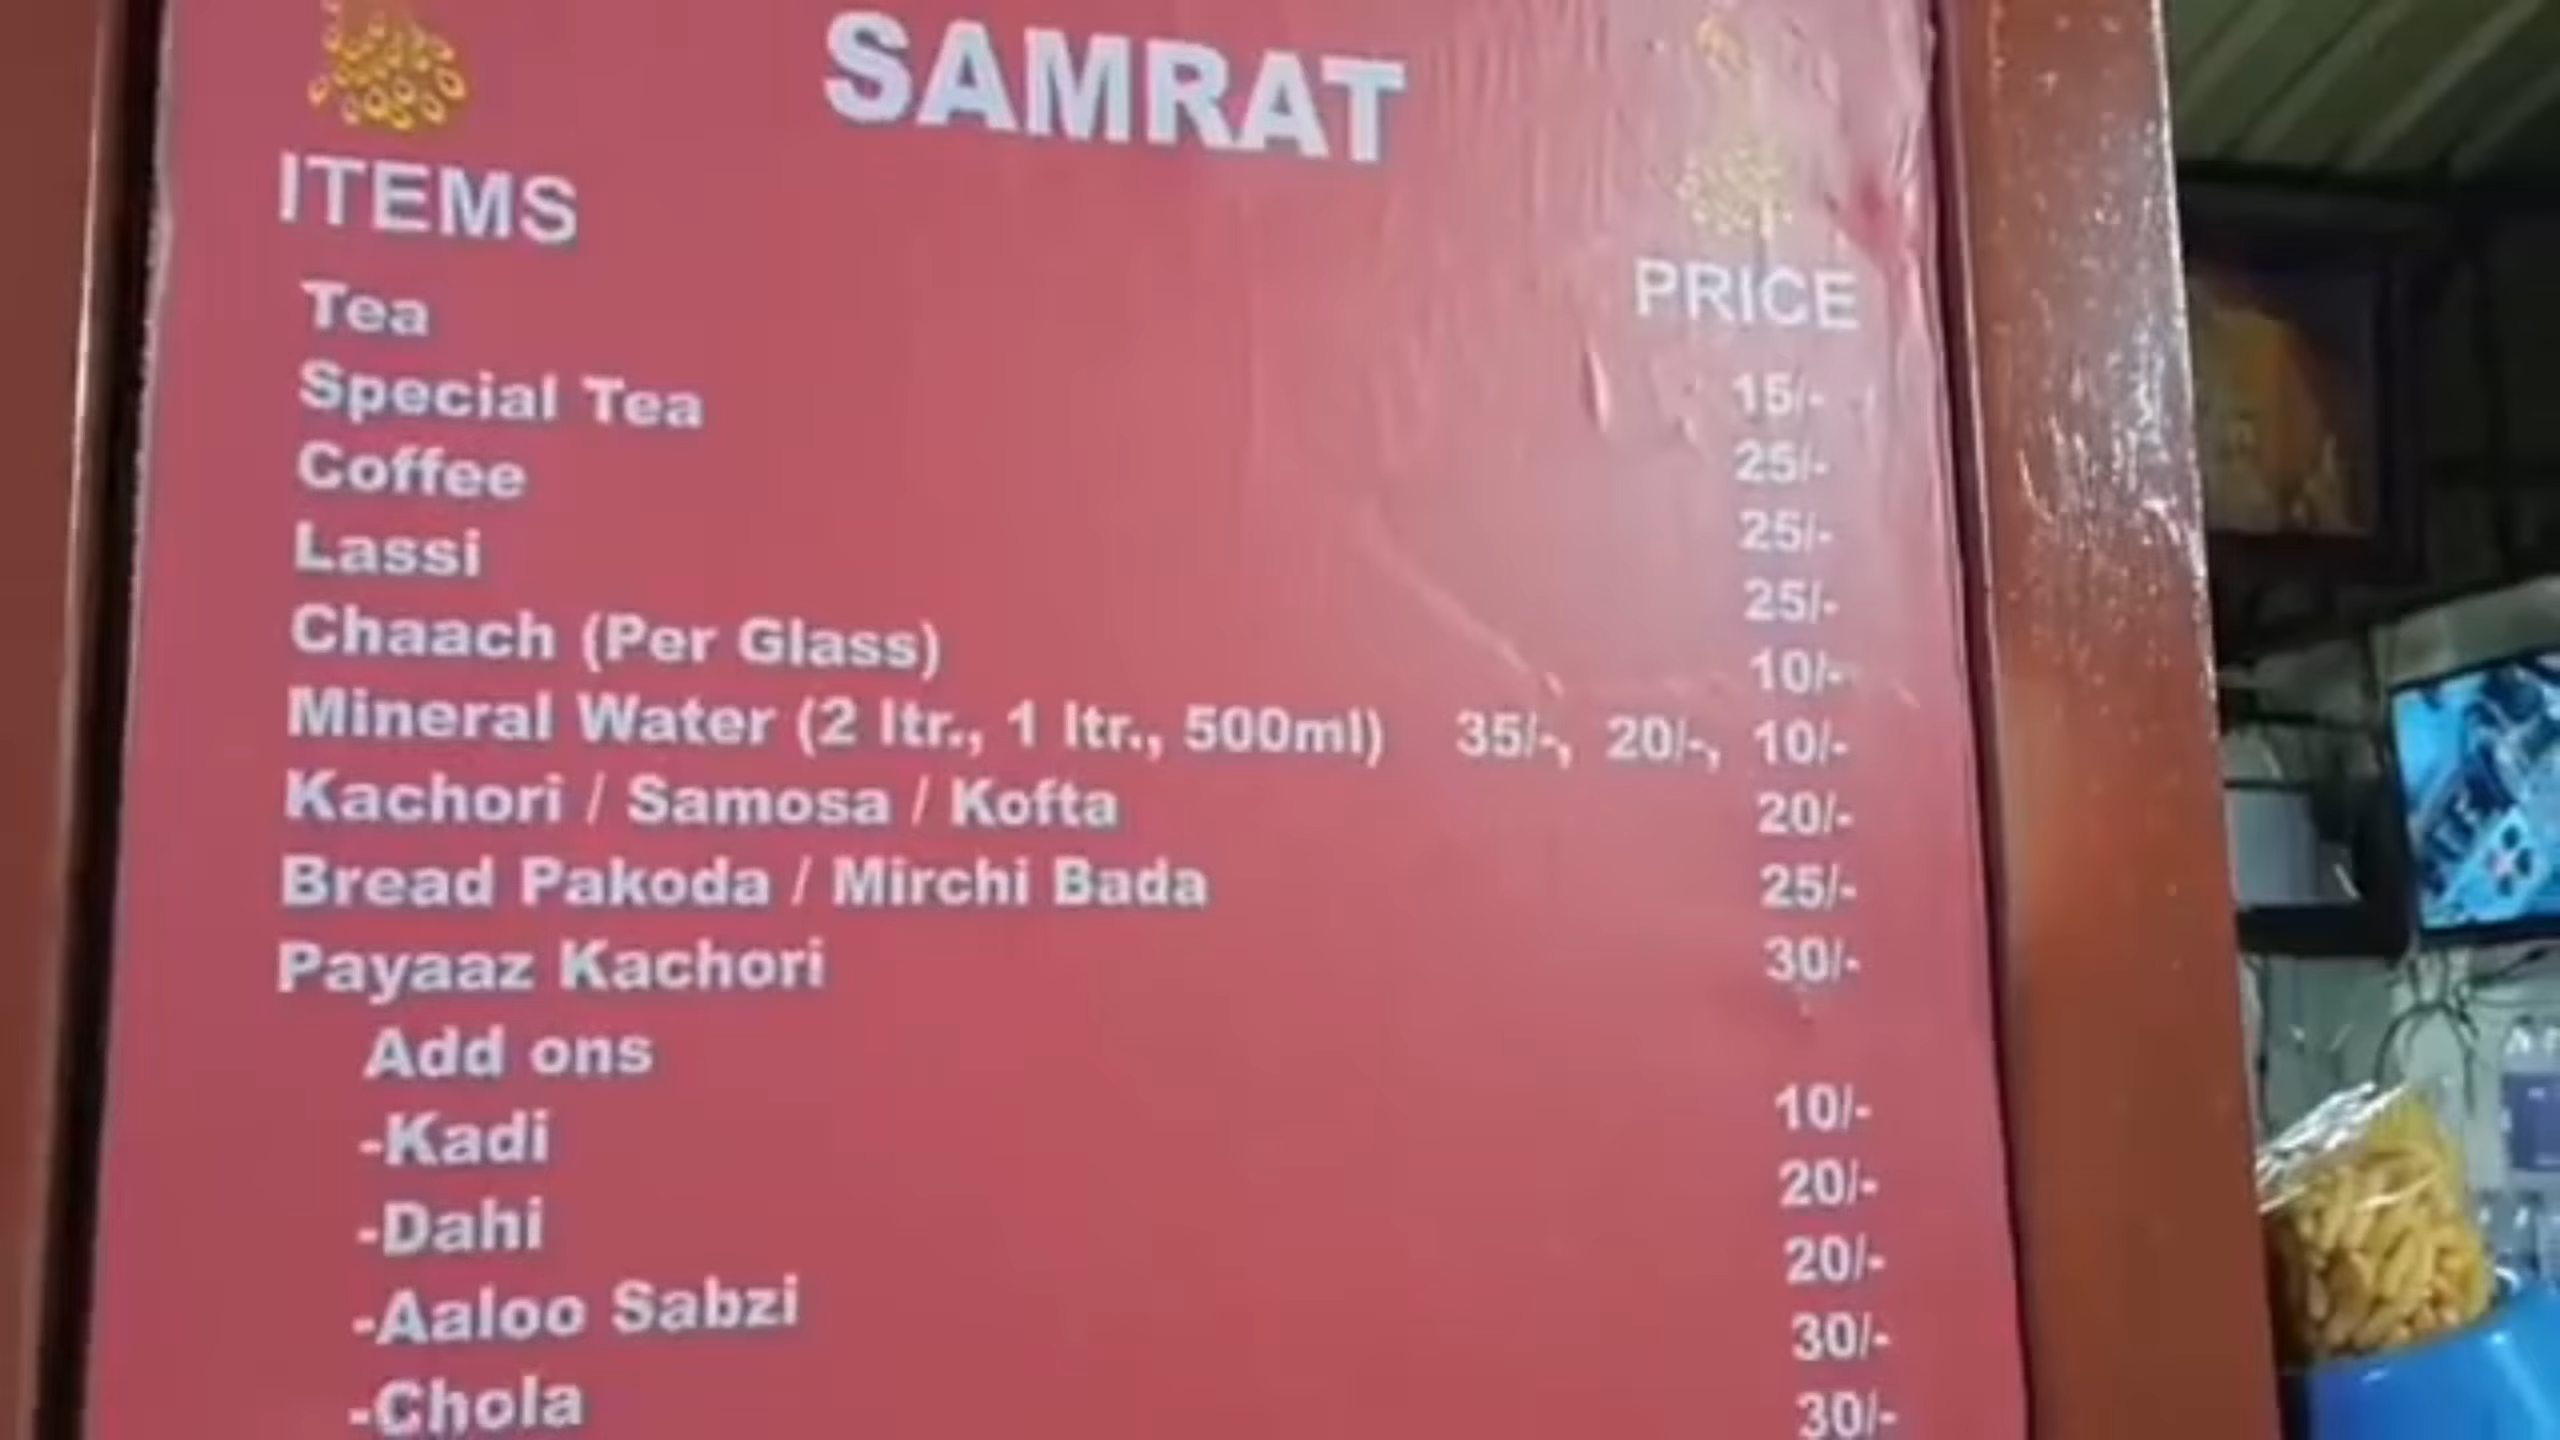 SAMRAT
ITEMS PRICE
Tea 15/-
Special Tea 25/-
Coffee 25/-
Lassi 25/-
Chaach (Per Glass) 10/-
Mineral Water (2 ltr., 1 ltr., 500ml) 35/-, 20/-, 10/-
Kachori / Samosa / Kofta 20/-
Bread Pakoda / Mirchi Bada 25/-
Payaaz Kachori 30/-
Add ons
-Kadi 10/-
-Dahi 20/-
-Aaloo Sabzi 20/-
-Chola 30/-
30/-